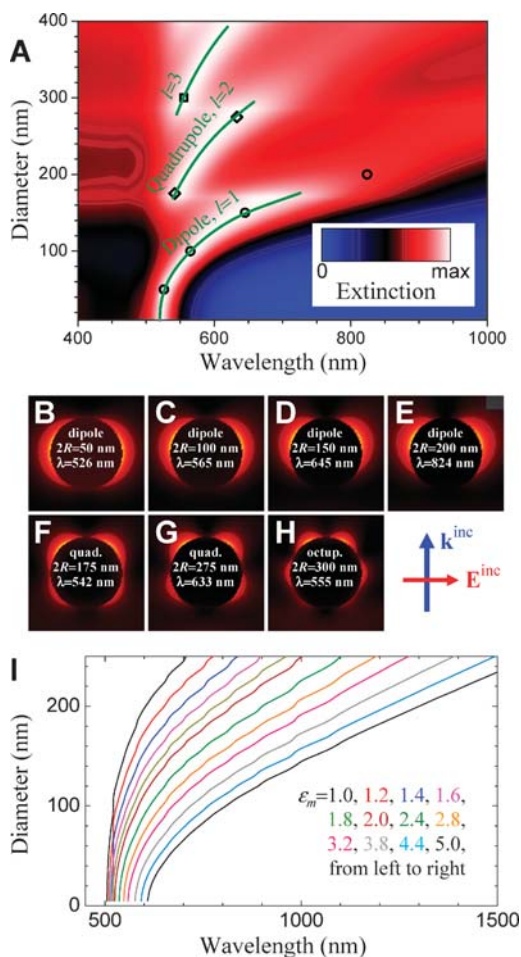 A
Diameter (nm)
400
300
200
100
l=3
Quadrupole, l=2
Dipole, l=1
0 max
Extinction
400 600 800 1000
Wavelength (nm)
B
dipole
2R=50 nm
λ=526 nm
C
dipole
2R=100 nm
λ=565 nm
D
dipole
2R=150 nm
λ=645 nm
E
dipole
2R=200 nm
λ=824 nm
F
quad.
2R=175 nm
λ=542 nm
G
quad.
2R=275 nm
λ=633 nm
H
octup.
2R=300 nm
λ=555 nm
k^inc
E^inc
I
Diameter (nm)
200
100
0
εm=1.0, 1.2, 1.4, 1.6,
1.8, 2.0, 2.4, 2.8,
3.2, 3.8, 4.4, 5.0,
from left to right
500 1000 1500
Wavelength (nm)